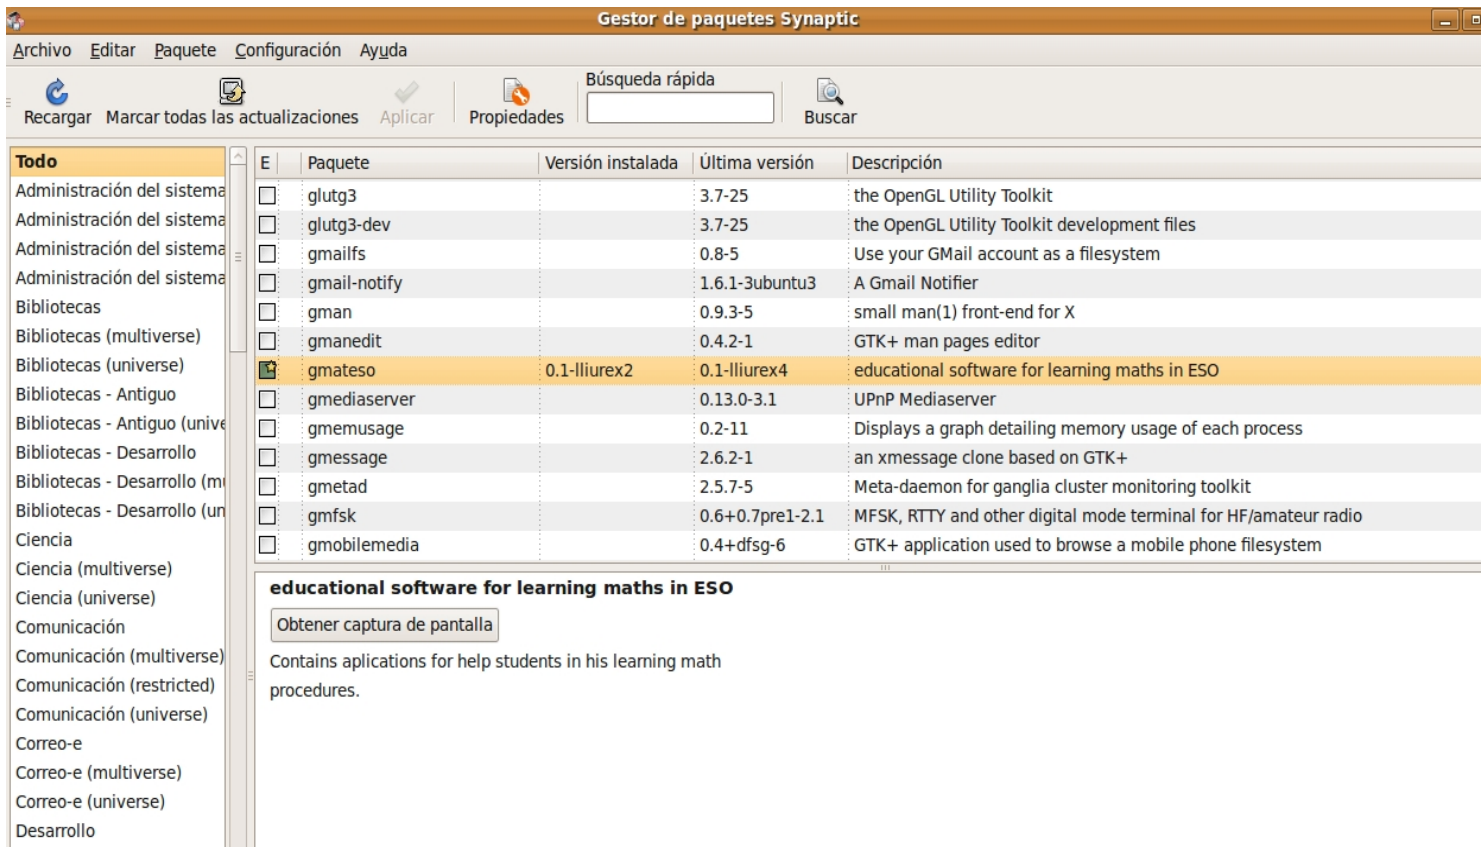 Gestor de paquetes Synaptic
Archivo Editar Paquete Configuración Ayuda
Recargar Marcar todas las actualizaciones Aplicar Propiedades Búsqueda rápida Buscar
Todo
Administración del sistema
Administración del sistema
Administración del sistema
Administración del sistema
Bibliotecas
Bibliotecas (multiverse)
Bibliotecas (universe)
Bibliotecas - Antiguo
Bibliotecas - Antiguo (unive
Bibliotecas - Desarrollo
Bibliotecas - Desarrollo (mu
Bibliotecas - Desarrollo (un
Ciencia
Ciencia (multiverse)
Ciencia (universe)
Comunicación
Comunicación (multiverse)
Comunicación (restricted)
Comunicación (universe)
Correo-e
Correo-e (multiverse)
Correo-e (universe)
Desarrollo
E Paquete Versión instalada Última versión Descripción
glutg3 3.7-25 the OpenGL Utility Toolkit
glutg3-dev 3.7-25 the OpenGL Utility Toolkit development files
gmailfs 0.8-5 Use your GMail account as a filesystem
gmail-notify 1.6.1-3ubuntu3 A Gmail Notifier
gman 0.9.3-5 small man(1) front-end for X
gmanedit 0.4.2-1 GTK+ man pages editor
gmateso 0.1-lliurex2 0.1-lliurex4 educational software for learning maths in ESO
gmediaserver 0.13.0-3.1 UPnP Mediaserver
gmemusage 0.2-11 Displays a graph detailing memory usage of each process
gmessage 2.6.2-1 an xmessage clone based on GTK+
gmetad 2.5.7-5 Meta-daemon for ganglia cluster monitoring toolkit
gmfsk 0.6+0.7pre1-2.1 MFSK, RTTY and other digital mode terminal for HF/amateur radio
gmobilemedia 0.4+dfsg-6 GTK+ application used to browse a mobile phone filesystem
educational software for learning maths in ESO
Obtener captura de pantalla
Contains aplications for help students in his learning math
procedures.